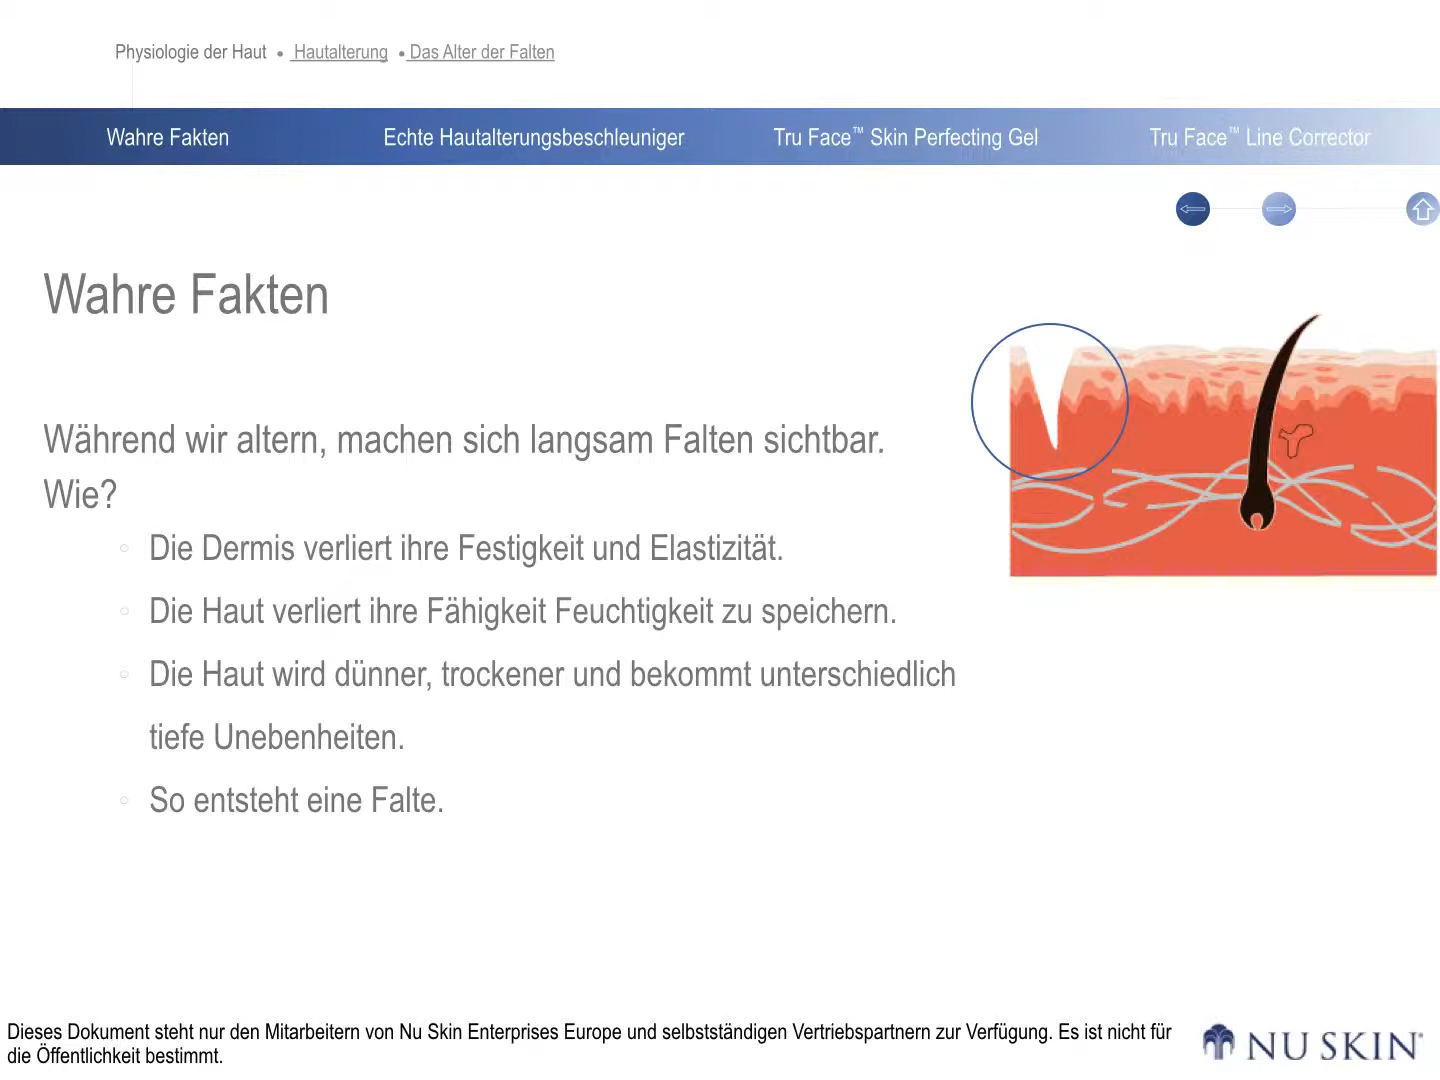 Physiologie der Haut • Hautalterung • Das Alter der Falten
Wahre Fakten
Echte Hautalterungsbeschleuniger
Tru Face™ Skin Perfecting Gel
Tru Face™ Line Corrector
Wahre Fakten
Während wir altern, machen sich langsam Falten sichtbar.
Wie?
Die Dermis verliert ihre Festigkeit und Elastizität.
Die Haut verliert ihre Fähigkeit Feuchtigkeit zu speichern.
Die Haut wird dünner, trockener und bekommt unterschiedlich
tiefe Unebenheiten.
So entsteht eine Falte.
Dieses Dokument steht nur den Mitarbeitern von Nu Skin Enterprises Europe und selbstständigen Vertriebspartnern zur Verfügung. Es ist nicht für
die Öffentlichkeit bestimmt.
NU SKIN®